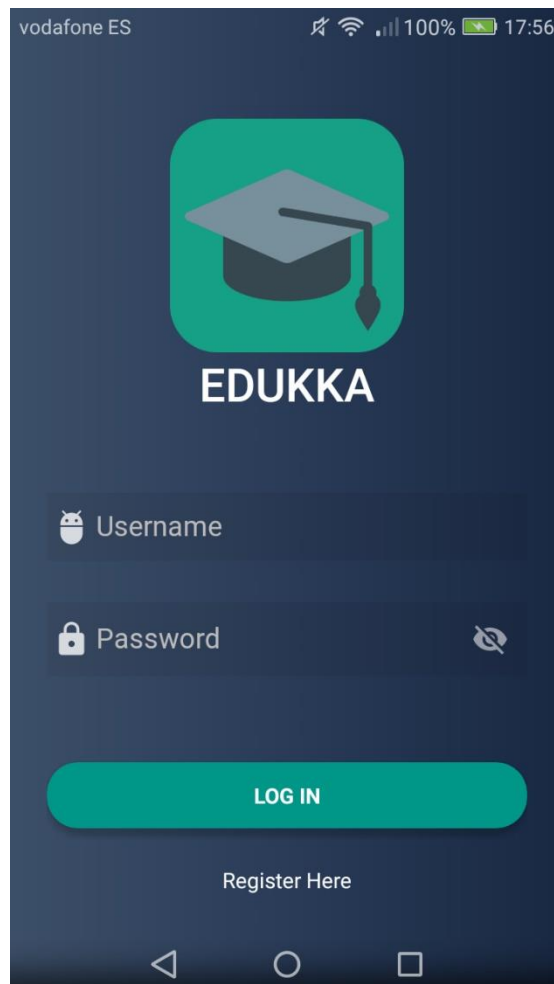 vodafone ES 100% 17:56
EDUKKA
Username
Password
LOG IN
Register Here